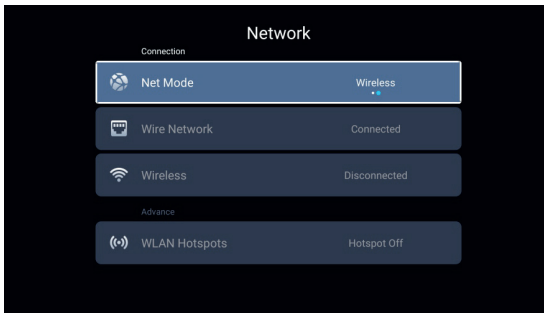 Network
Connection
Net Mode Wireless
Wire Network Connected
Wireless Disconnected
Advance
WLAN Hotspots Hotspot Off